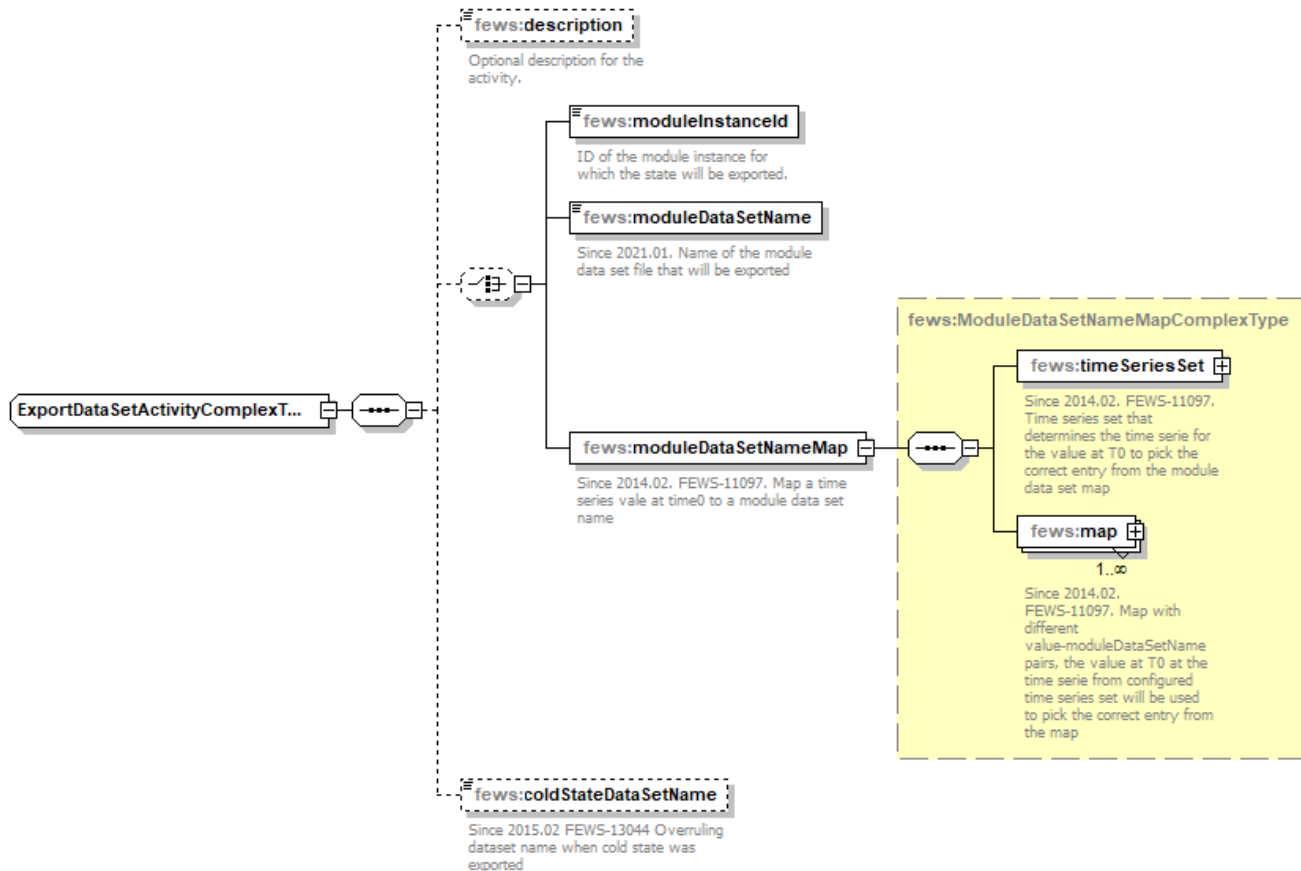 fews:description
Optional description for the
activity.
fews:moduleInstanceId
ID of the module instance for
which the state will be exported.
fews:moduleDataSetName
Since 2021.01. Name of the module
data set file that will be exported
fews:ModuleDataSetNameMapComplexType
fews:timeSeriesSet
Since 2014.02. FEWS-11097.
Time series set that
determines the time serie for
the value at T0 to pick the
correct entry from the module
data set map
ExportDataSetActivityComplexT...
fews:moduleDataSetNameMap
Since 2014.02. FEWS-11097. Map a time
series vale at time0 to a module data set
name
fews:map
1..∞
Since 2014.02.
FEWS-11097. Map with
different
value-moduleDataSetName
pairs, the value at T0 at the
time serie from configured
time series set will be used
to pick the correct entry from
the map
fews:coldStateDataSetName
Since 2015.02 FEWS-13044 Overruling
dataset name when cold state was
exported